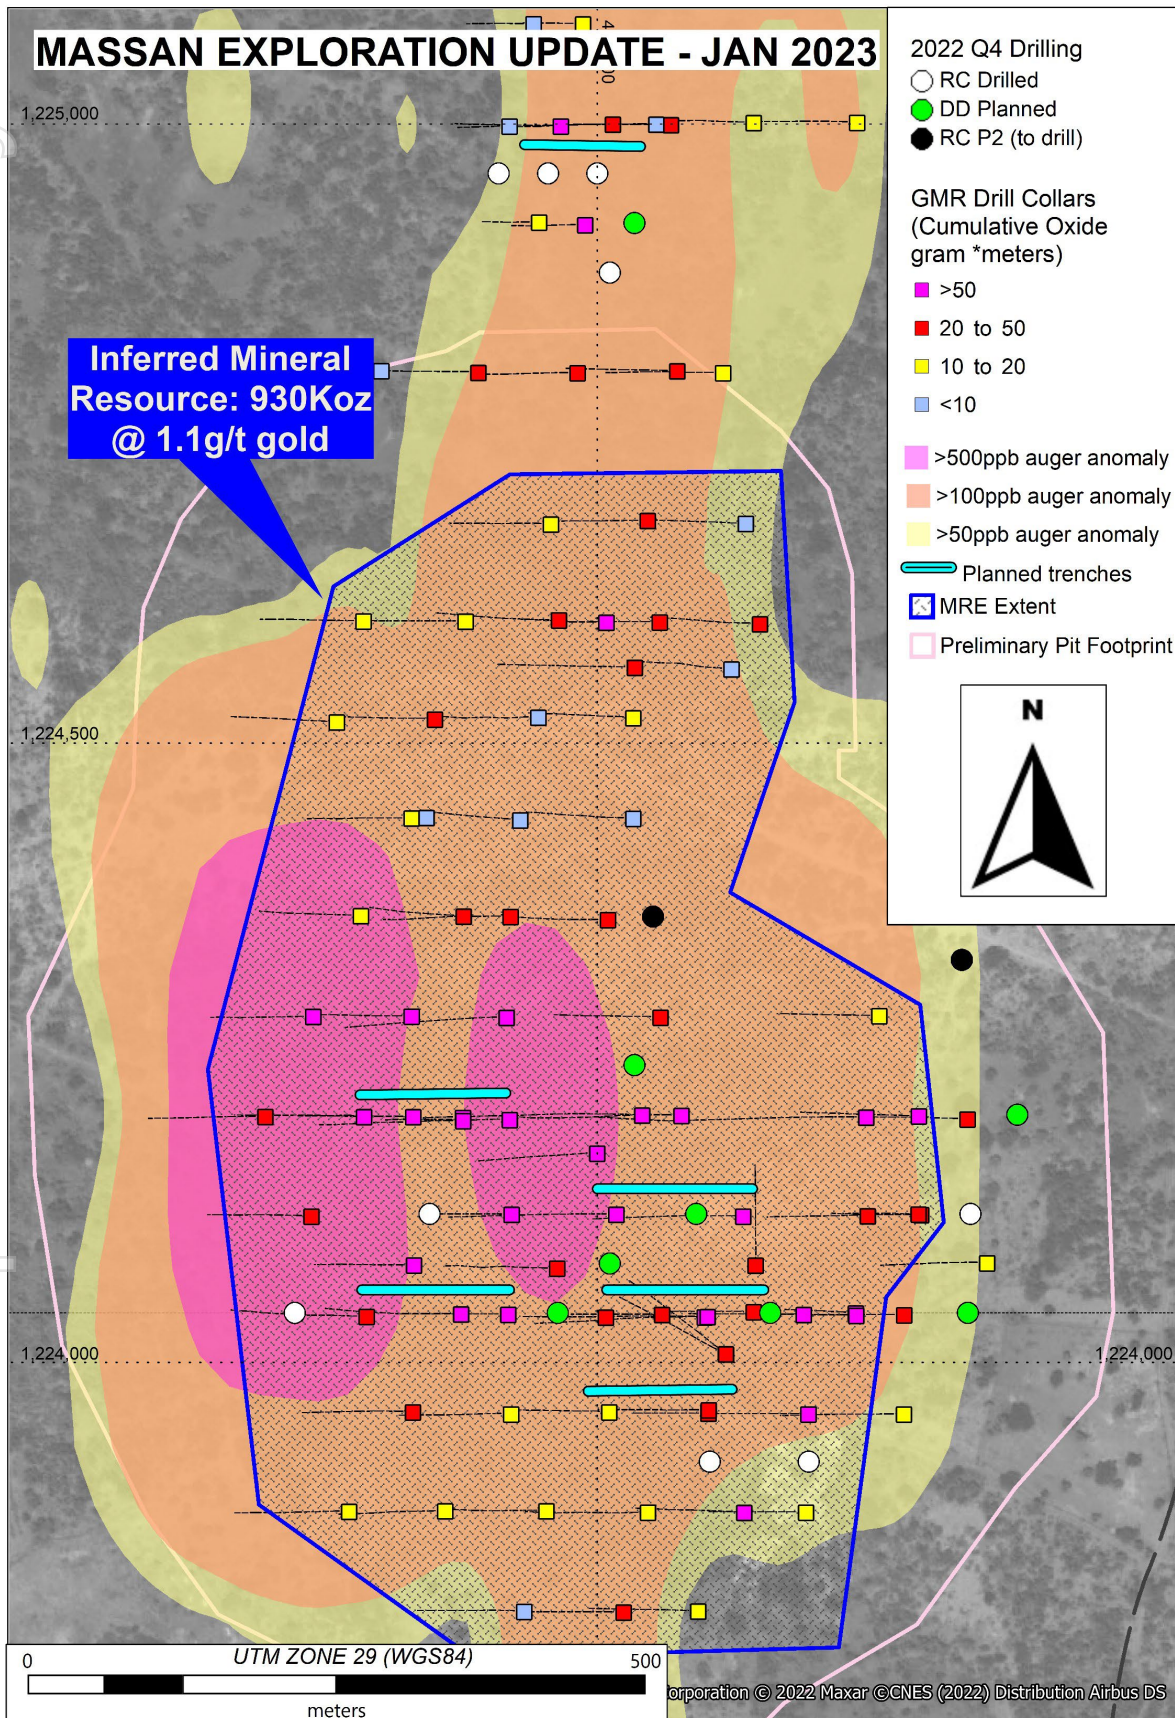 MASSAN EXPLORATION UPDATE - JAN 2023
1,225,000
Inferred Mineral
Resource: 930Koz
@ 1.1g/t gold
1,224,500
1,224,000
1,224,000
2022 Q4 Drilling
RC Drilled
DD Planned
RC P2 (to drill)
GMR Drill Collars
(Cumulative Oxide
gram *meters)
>50
20 to 50
10 to 20
<10
>500ppb auger anomaly
>100ppb auger anomaly
>50ppb auger anomaly
Planned trenches
MRE Extent
Preliminary Pit Footprint
N
UTM ZONE 29 (WGS84)
0
500
meters
orporation © 2022 Maxar ©CNES (2022) Distribution Airbus DS